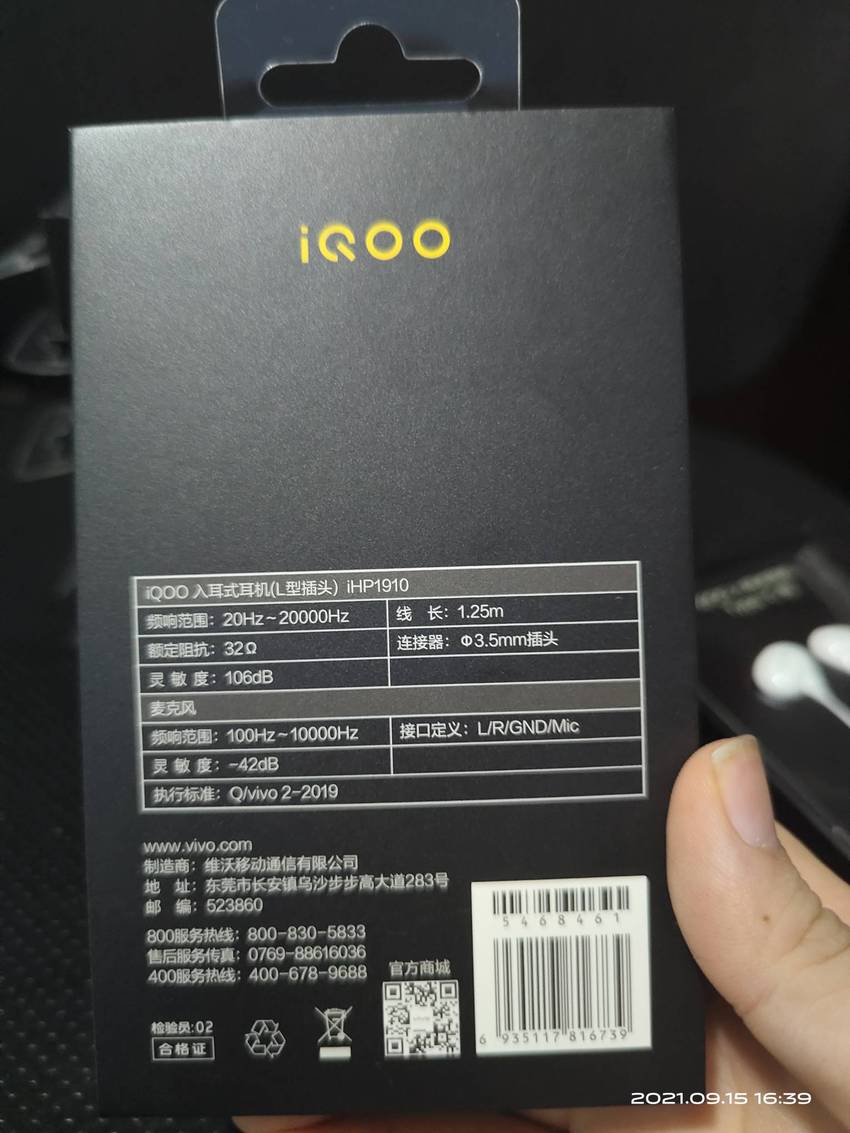 iQOO
iQOO 入耳式耳机(L型插头) iHP1910
频响范围：20Hz~20000Hz 线 长：1.25m
额定阻抗：32Ω 连接器：Φ3.5mm插头
灵 敏 度：106dB
麦克风
频响范围：100Hz~10000Hz 接口定义：L/R/GND/Mic
灵 敏 度：-42dB
执行标准：Q/vivo 2-2019
www.vivo.com
制造商：维沃移动通信有限公司
地 址：东莞市长安镇乌沙步步高大道283号
邮 编：523860
800服务热线：800-830-5833
售后服务传真：0769-88616036
400服务热线：400-678-9688
官方商城
检验员:02
合格证
5468461
6 935117 816739
2021.09.15 16:39